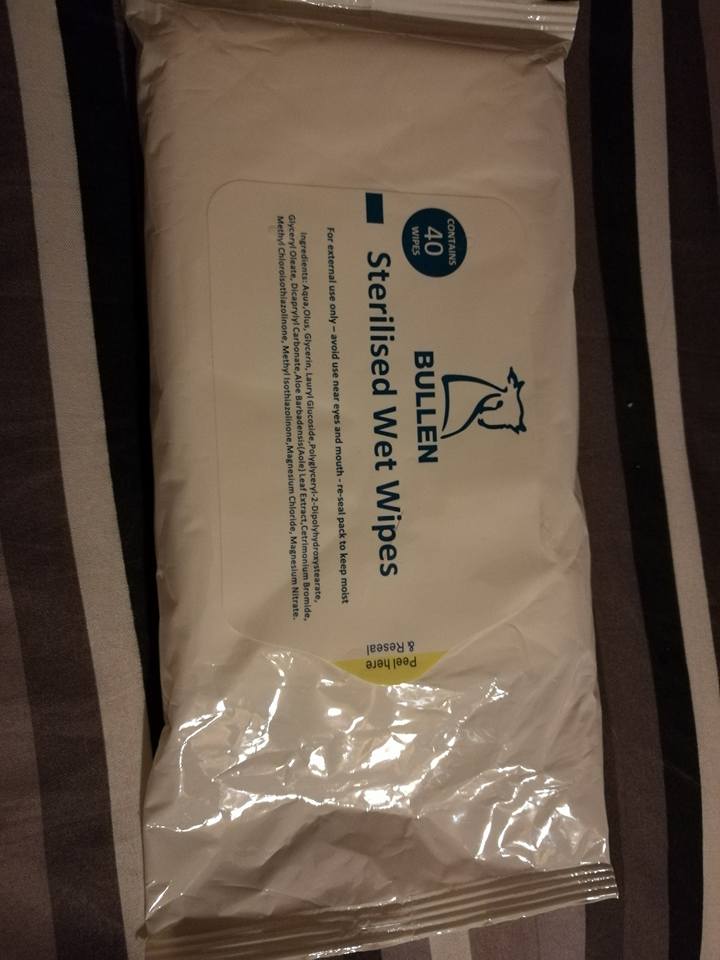 CONTAINS
40
WIPES
BULLEN
Sterilised Wet Wipes
For external use only – avoid use near eyes and mouth - re-seal pack to keep moist
Ingredients: Aqua,Olus, Glycerin, Lauryl Glucoside,Polyglyceryl-2-Dipolyhydroxystearate,
Glyceryl Oleate, Dicaprylyl Carbonate,Aloe Barbadensis(Aole) Leaf Extract,Cetrimonium Bromide,
Methyl Chloroisothiazolinone, Methyl Isothiazolinone,Magnesium Chloride, Magnesium Nitrate.
Peel here
& Reseal